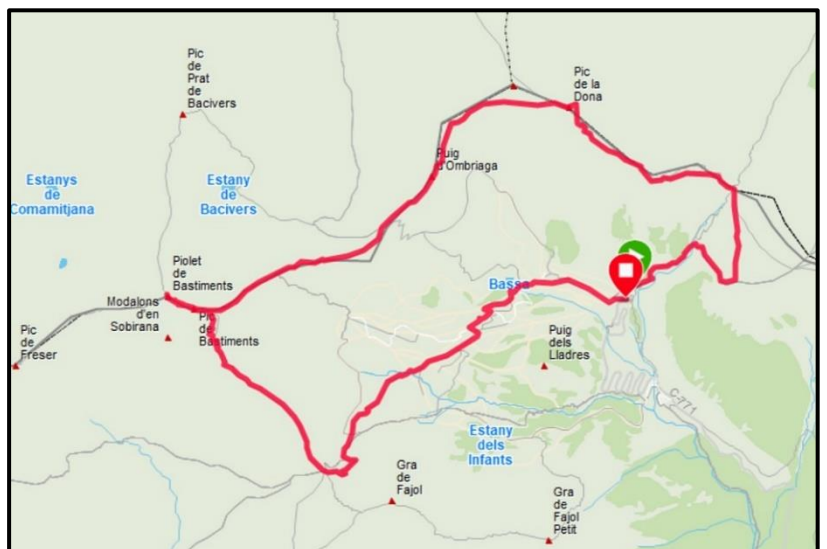 Pic
de
Prat
de
Bacivers
Pic
de la
Dona
Puig
d'Ombriaga
Estanys
de
Comamitjana
Estany
de
Bacivers
Piolet
de
Bastiments
Bassa
Modalons
d'en
Sobirana
Pic
de
Bastiments
Pic
de
Freser
Puig
dels
Lladres
C-771
Estany
dels
Infants
Gra
de
Fajol
Gra
de
Fajol
Petit